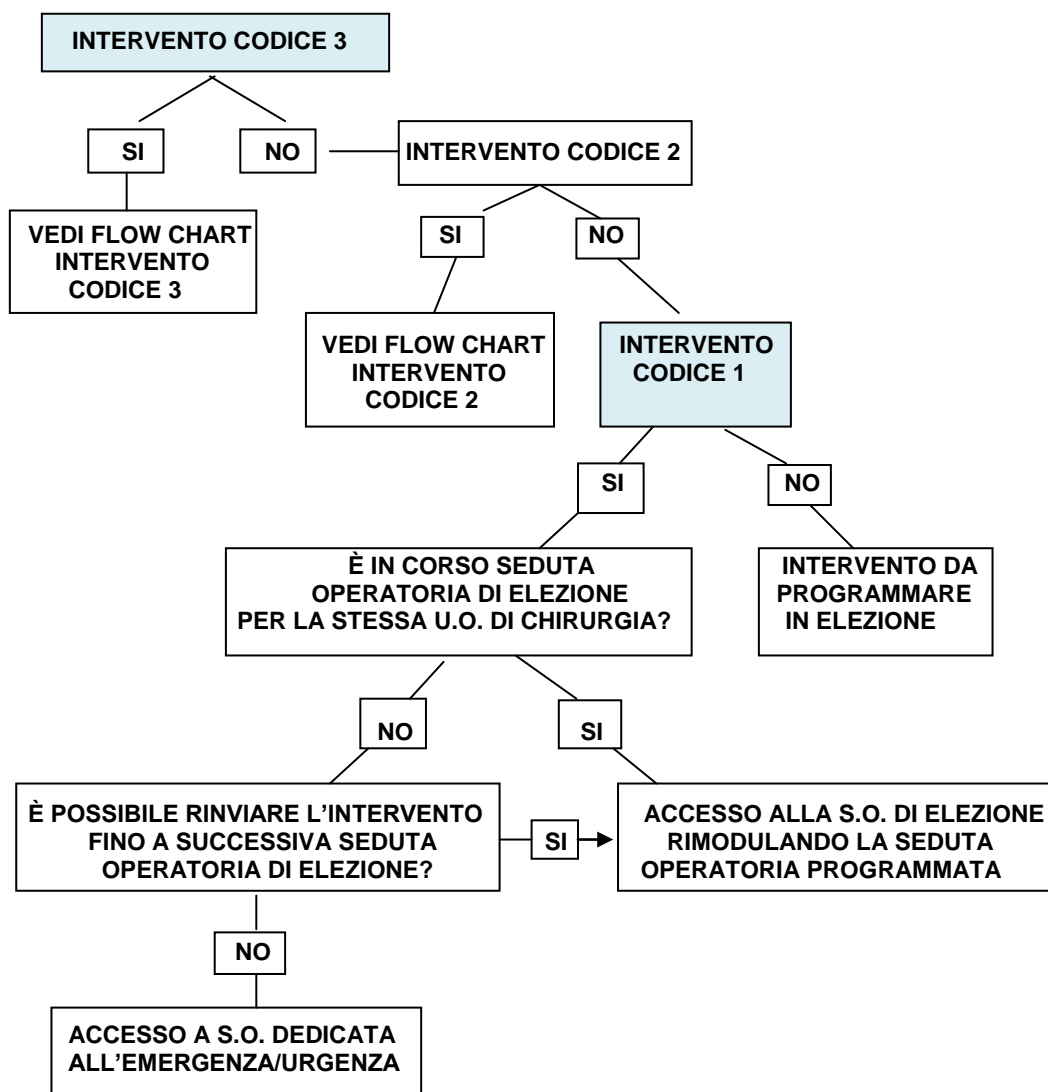 INTERVENTO CODICE 3
SI
NO
INTERVENTO CODICE 2
VEDI FLOW CHART
INTERVENTO
CODICE 3
SI
NO
VEDI FLOW CHART
INTERVENTO
CODICE 2
INTERVENTO
CODICE 1
SI
NO
È IN CORSO SEDUTA
OPERATORIA DI ELEZIONE
PER LA STESSA U.O. DI CHIRURGIA?
INTERVENTO DA
PROGRAMMARE
IN ELEZIONE
NO
SI
È POSSIBILE RINVIARE L’INTERVENTO
FINO A SUCCESSIVA SEDUTA
OPERATORIA DI ELEZIONE?
SI
ACCESSO ALLA S.O. DI ELEZIONE
RIMODULANDO LA SEDUTA
OPERATORIA PROGRAMMATA
NO
ACCESSO A S.O. DEDICATA
ALL’EMERGENZA/URGENZA